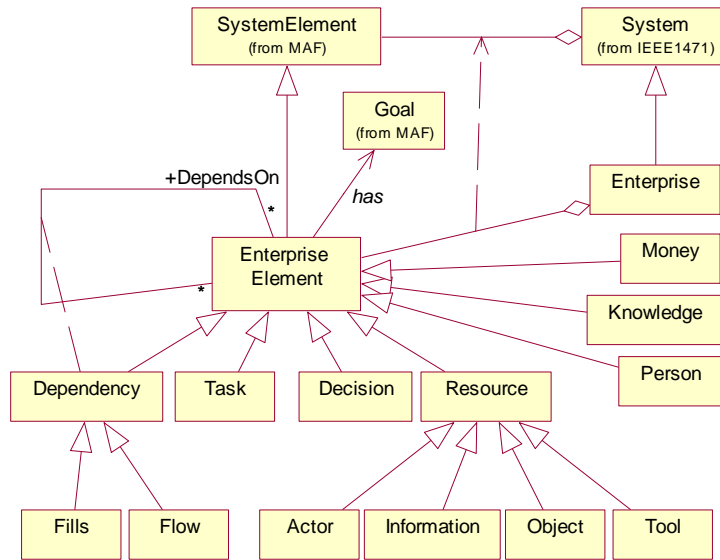 SystemElement
(from MAF)
System
(from IEEE1471)
Goal
(from MAF)
+DependsOn
*
has
Enterprise
Enterprise
Element
*
Money
Knowledge
Person
Dependency
Task
Decision
Resource
Fills
Flow
Actor
Information
Object
Tool